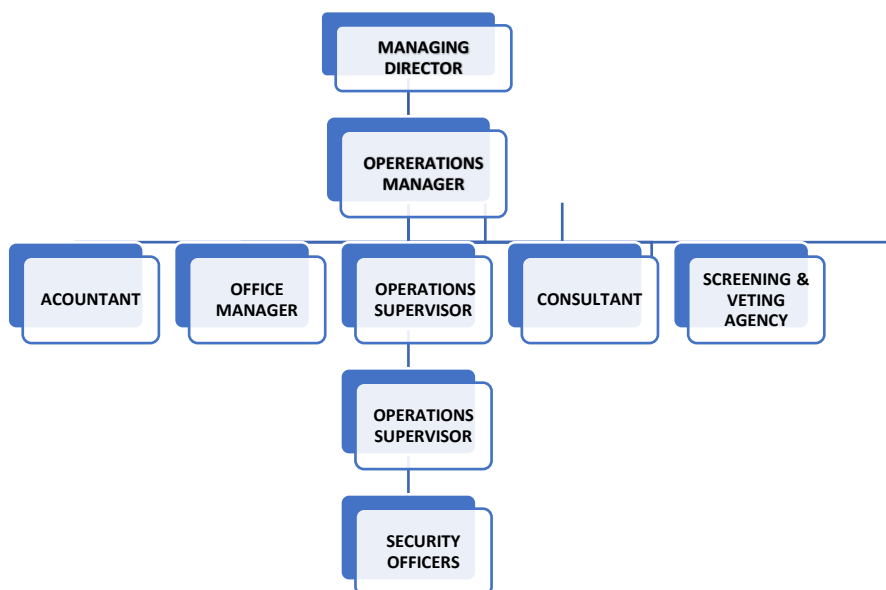 MANAGING
DIRECTOR
OPERERATIONS
MANAGER
ACOUNTANT
OFFICE
MANAGER
OPERATIONS
SUPERVISOR
CONSULTANT
SCREENING &
VETING
AGENCY
OPERATIONS
SUPERVISOR
SECURITY
OFFICERS